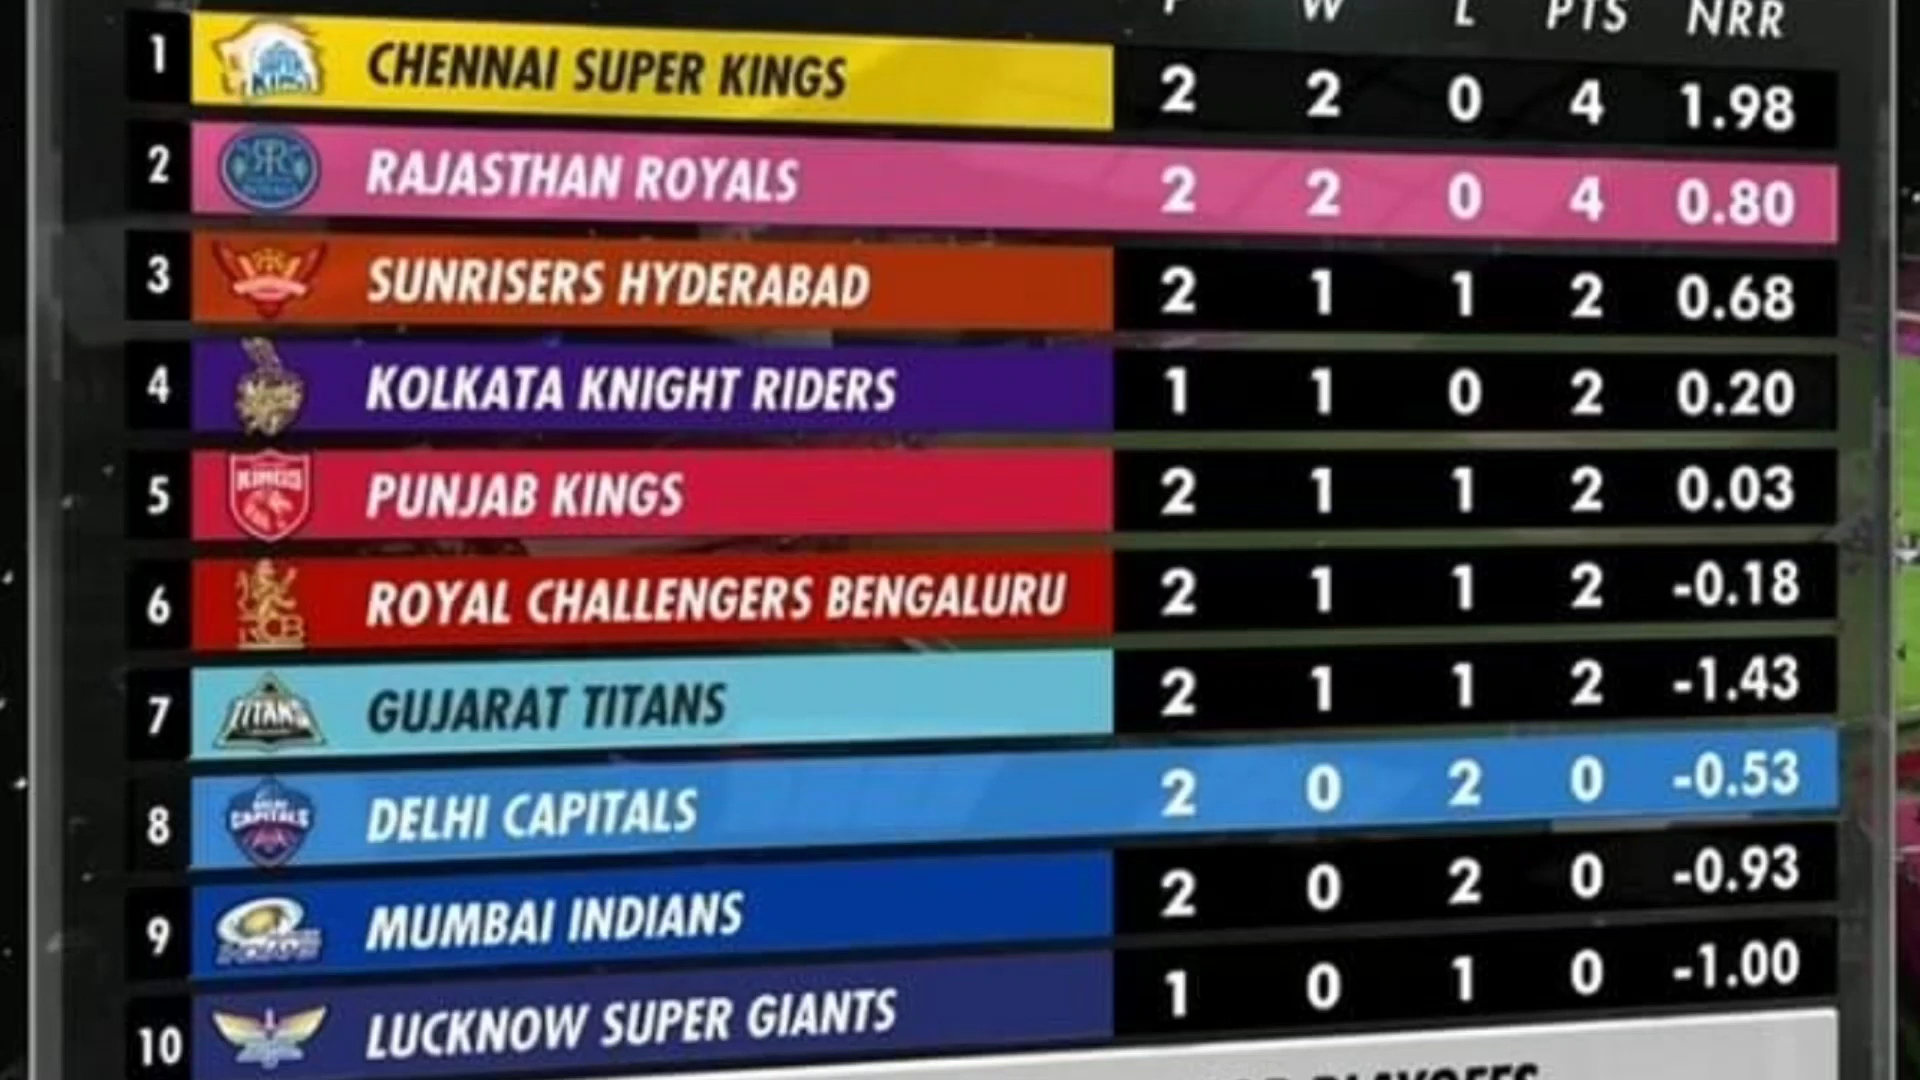 P W L PTS NRR
1 CHENNAI SUPER KINGS 2 2 0 4 1.98
2 RAJASTHAN ROYALS 2 2 0 4 0.80
3 SUNRISERS HYDERABAD 2 1 1 2 0.68
4 KOLKATA KNIGHT RIDERS 1 1 0 2 0.20
5 PUNJAB KINGS 2 1 1 2 0.03
6 ROYAL CHALLENGERS BENGALURU 2 1 1 2 -0.18
7 GUJARAT TITANS 2 1 1 2 -1.43
8 DELHI CAPITALS 2 0 2 0 -0.53
9 MUMBAI INDIANS 2 0 2 0 -0.93
10 LUCKNOW SUPER GIANTS 1 0 1 0 -1.00
PLAYOFFS